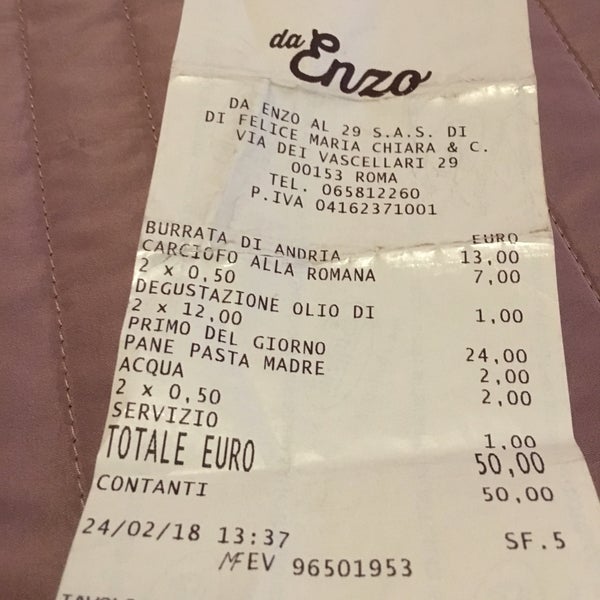 da Enzo
DA ENZO AL 29 S.A.S. DI
DI FELICE MARIA CHIARA & C.
VIA DEI VASCELLARI 29
00153 ROMA
TEL. 065812260
P.IVA 04162371001
EURO
BURRATA DI ANDRIA 13,00
CARCIOFO ALLA ROMANA 7,00
2 x 0,50
DEGUSTAZIONE OLIO DI 1,00
2 x 12,00
PRIMO DEL GIORNO 24,00
PANE PASTA MADRE 2,00
ACQUA 2,00
2 x 0,50
SERVIZIO 1,00
TOTALE EURO 50,00
CONTANTI 50,00
24/02/18 13:37 SF.5
MFEV 96501953